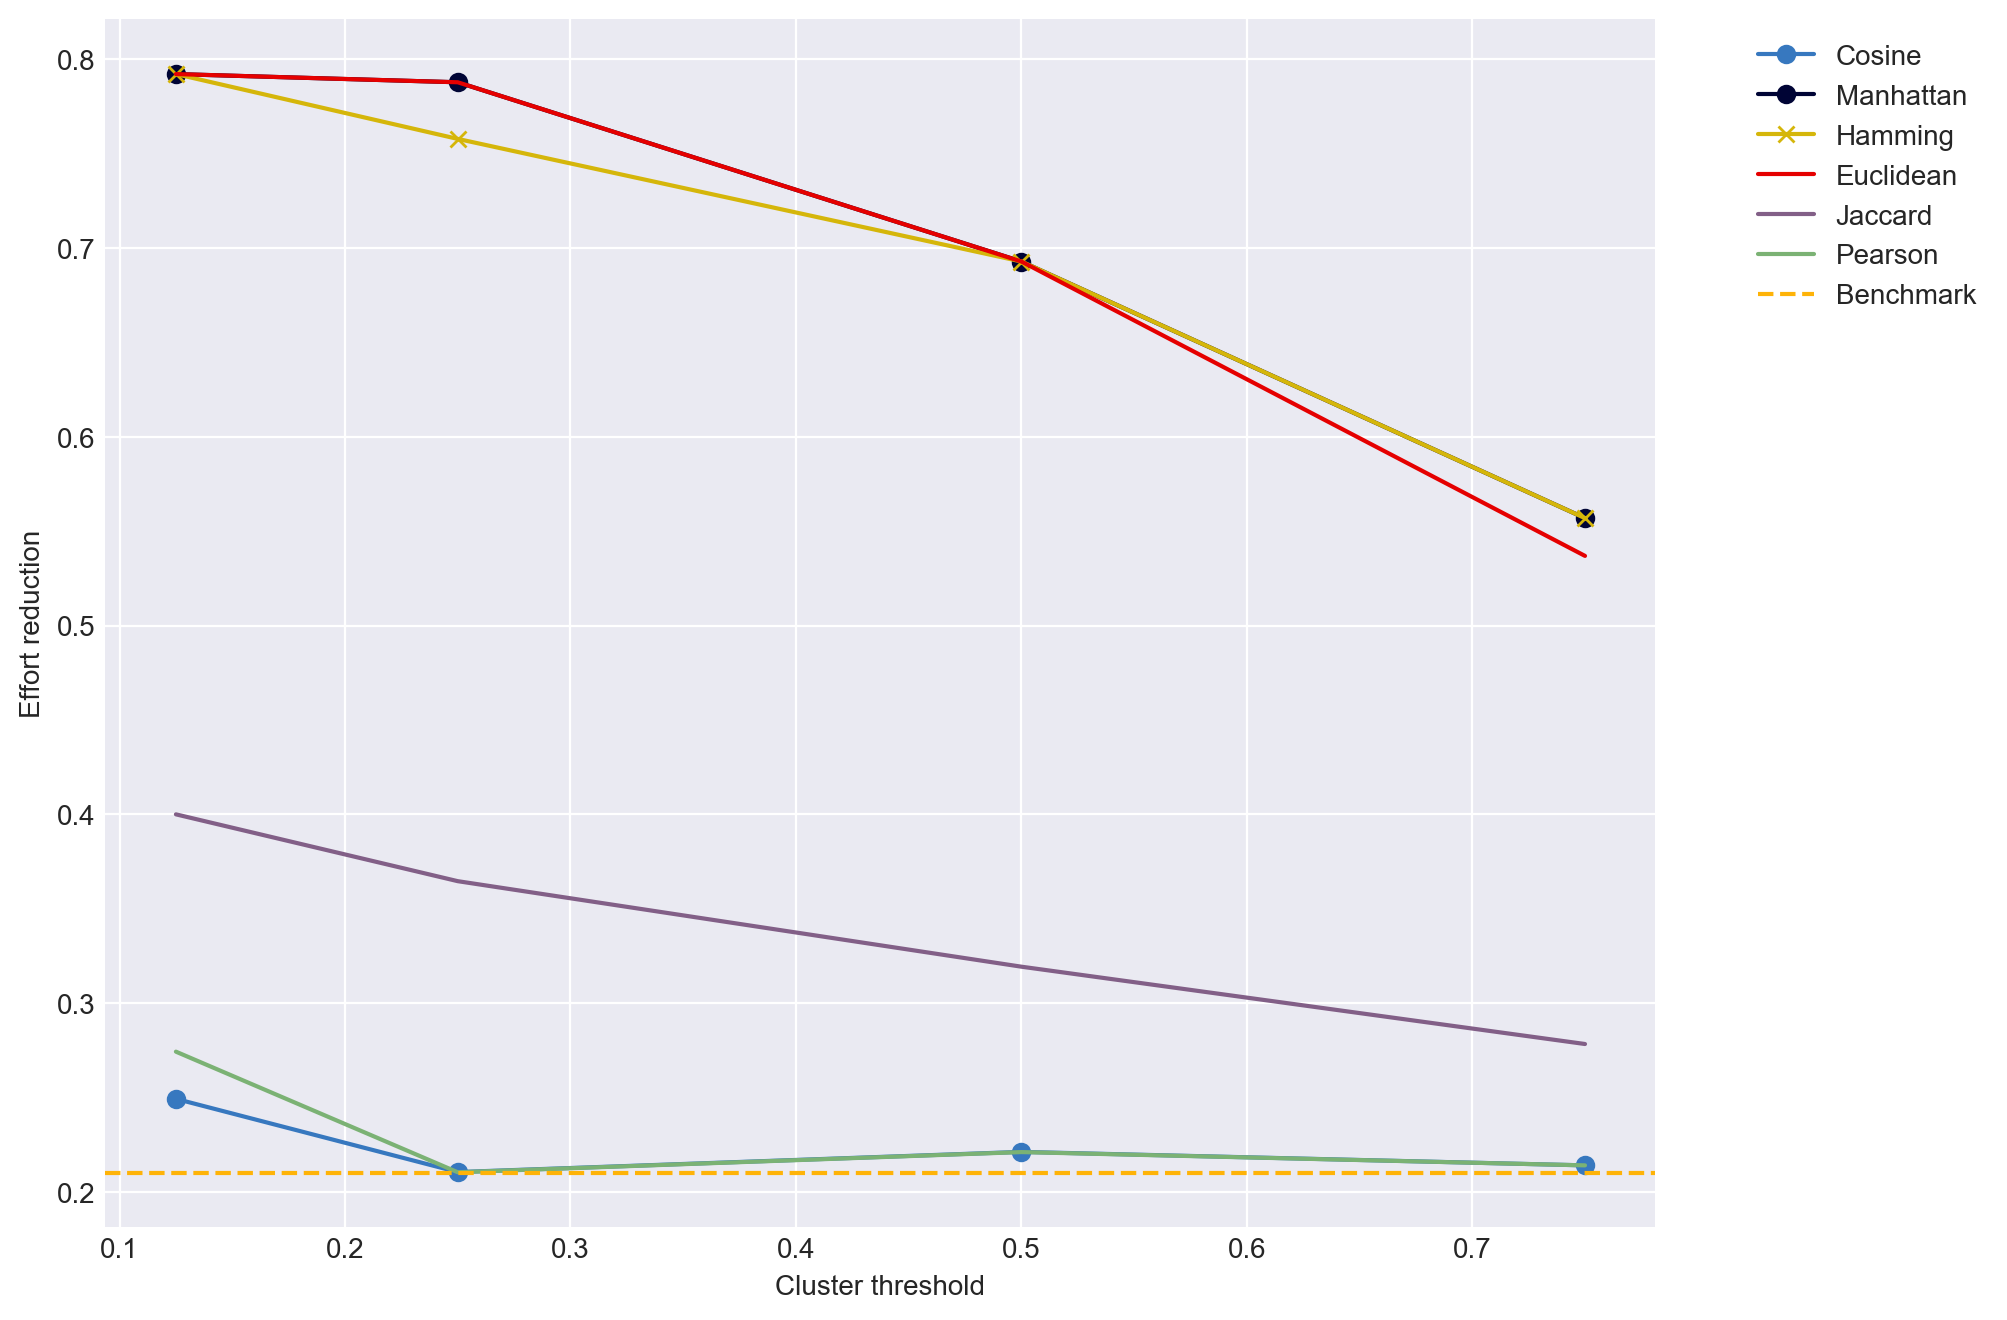 Cosine
Manhattan
Hamming
Euclidean
Jaccard
Pearson
Benchmark
0.8
0.7
0.6
0.5
0.4
0.3
0.2
Effort reduction
0.1 0.2 0.3 0.4 0.5 0.6 0.7
Cluster threshold